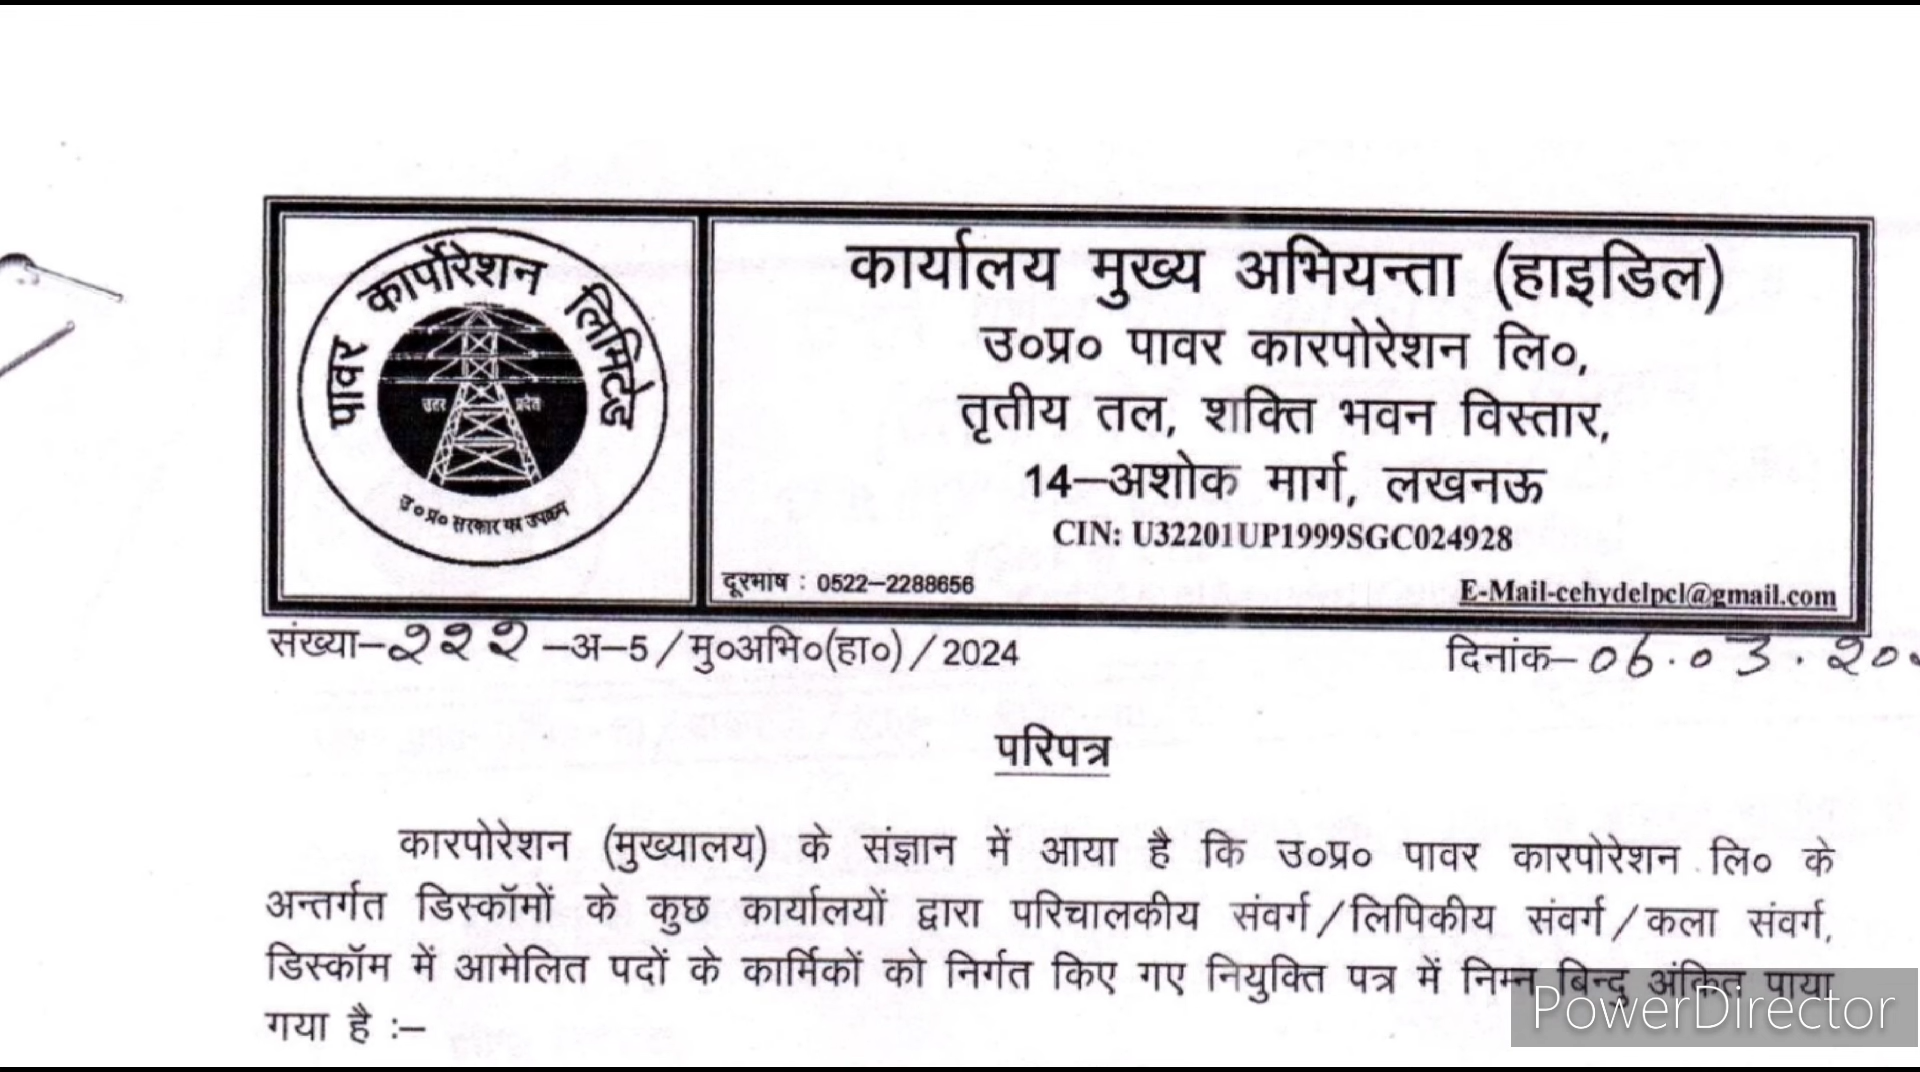 पावर कार्पोरेशन लिमिटेड
उत्तर प्रदेश
उ०प्र० सरकार का उपक्रम
कार्यालय मुख्य अभियन्ता (हाइडिल)
उ०प्र० पावर कारपोरेशन लि०,
तृतीय तल, शक्ति भवन विस्तार,
14–अशोक मार्ग, लखनऊ
CIN: U32201UP1999SGC024928
दूरभाष : 0522–2288656
E-Mail-cehydelpcl@gmail.com
संख्या–222 –अ–5/मु०अभि०(हा०)/2024
दिनांक– 06.03.20
परिपत्र
कारपोरेशन (मुख्यालय) के संज्ञान में आया है कि उ०प्र० पावर कारपोरेशन लि० के
अन्तर्गत डिस्कॉमों के कुछ कार्यालयों द्वारा परिचालकीय संवर्ग/लिपिकीय संवर्ग/कला संवर्ग,
डिस्कॉम में आमेलित पदों के कार्मिकों को निर्गत किए गए नियुक्ति पत्र में निम्न बिन्दु अंकित पाया
गया है :–
PowerDirector